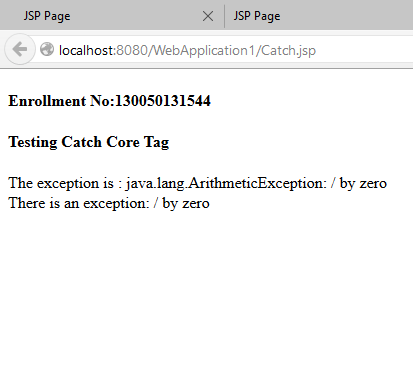 JSP Page JSP Page
localhost:8080/WebApplication1/Catch.jsp
Enrollment No:130050131544
Testing Catch Core Tag
The exception is : java.lang.ArithmeticException: / by zero
There is an exception: / by zero